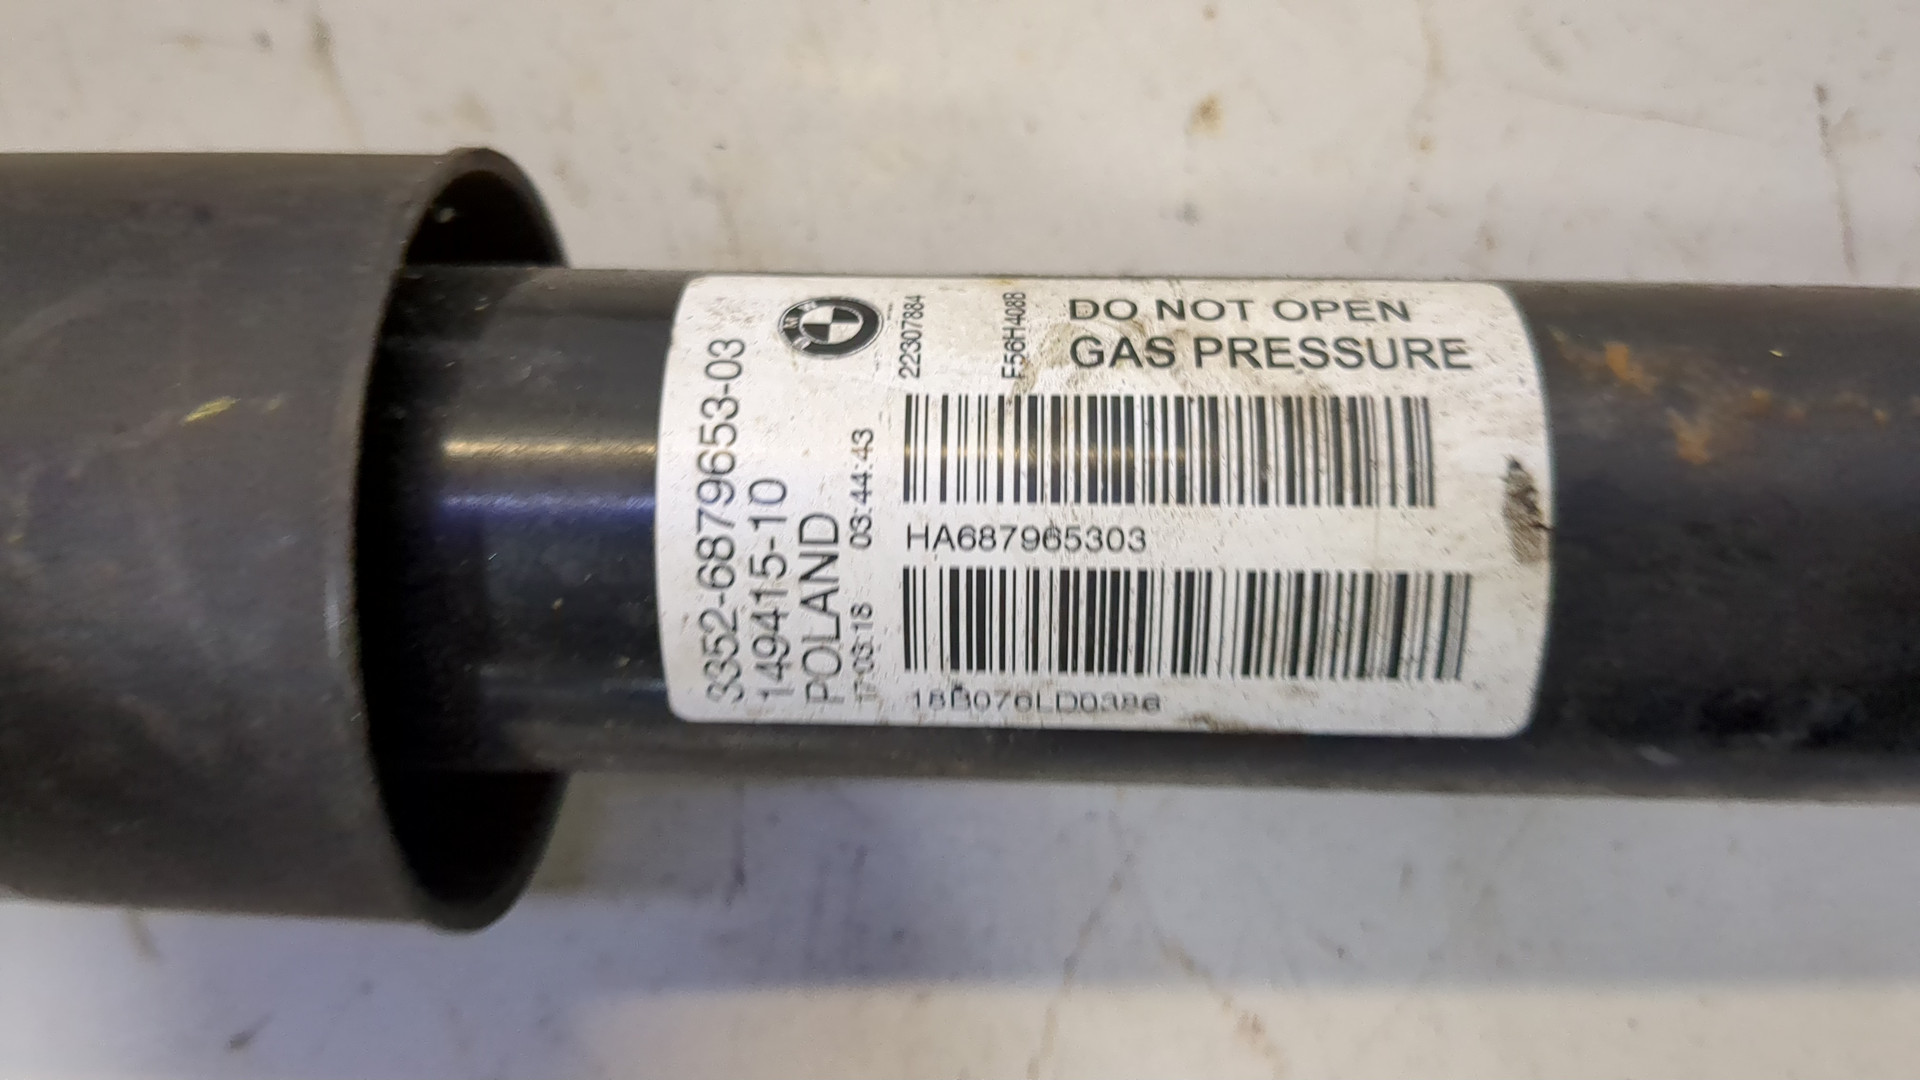 3352-6879653-03
149415-10
POLAND
17:03:18 03:44:43
22307884
F56H408B
DO NOT OPEN
GAS PRESSURE
HA687965303
18B076LD0386